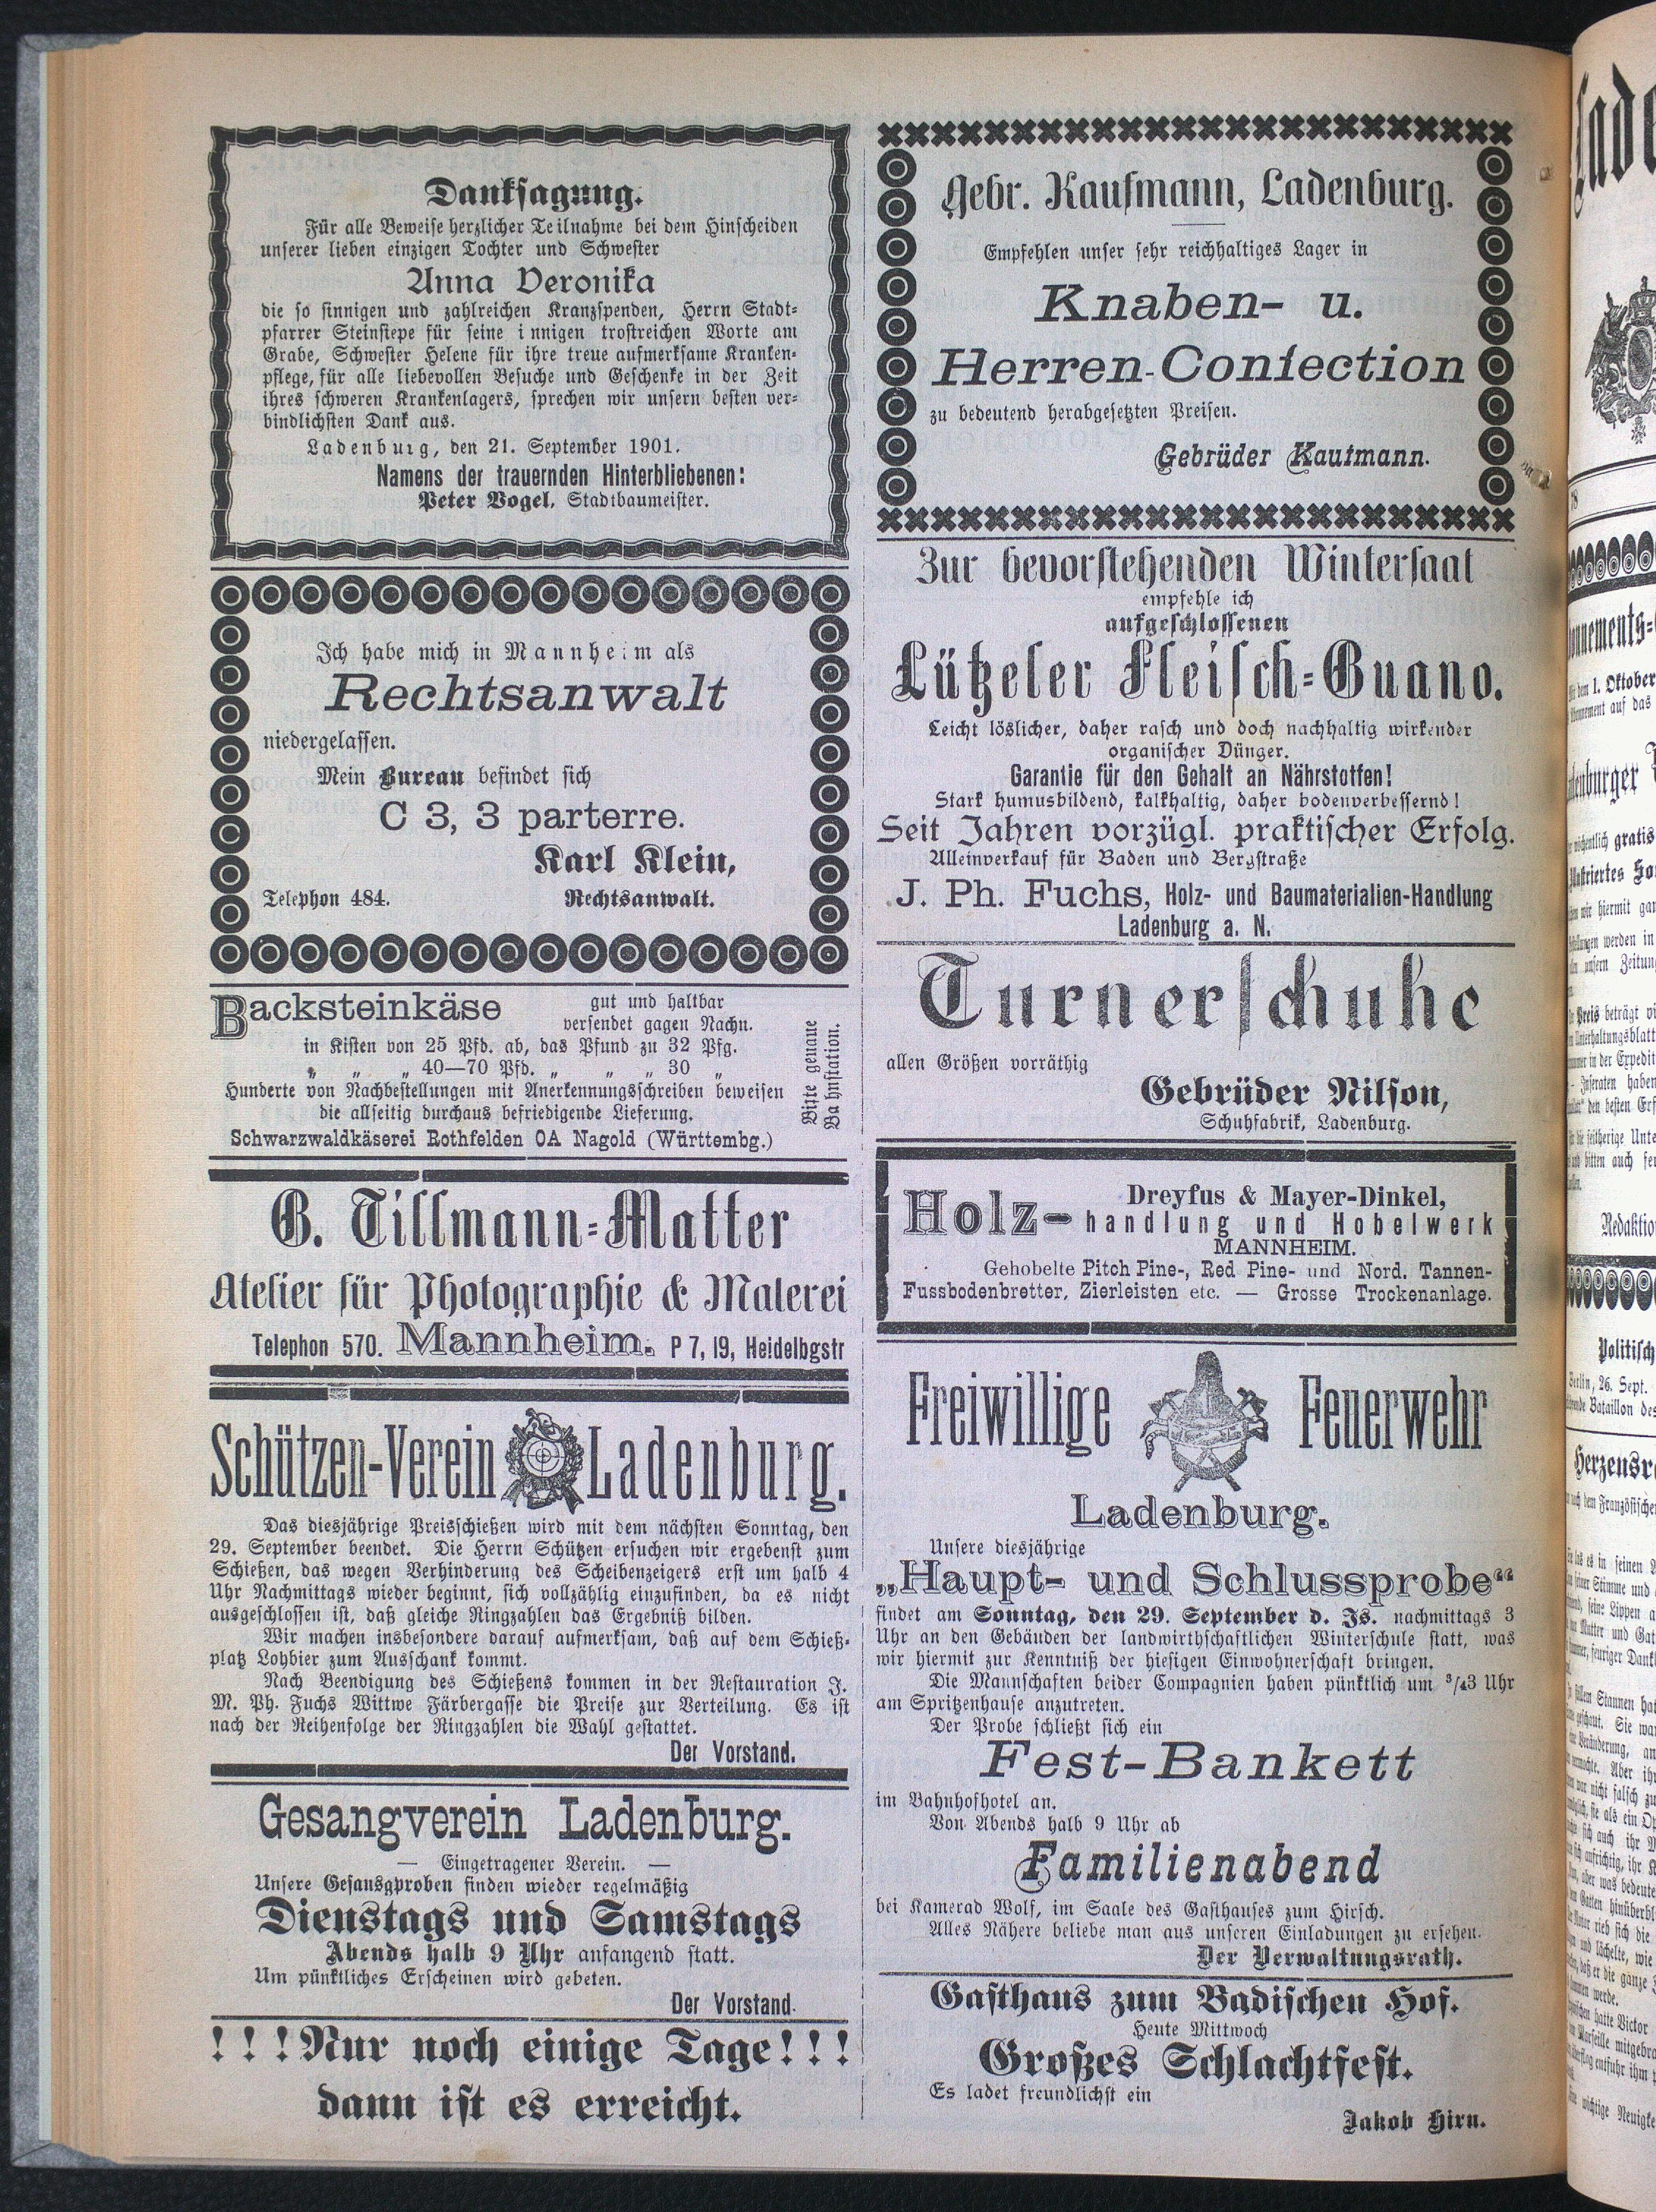 Danksagung.
Für alle Beweise herzlicher Teilnahme bei dem Hinscheiden
unserer lieben einzigen Tochter und Schwester
Anna Veronika
die so sinnigen und zahlreichen Kranzspenden, Herrn Stadt-
pfarrer Steinstepe für seine innigen trostreichen Worte am
Grabe, Schwester Helene für ihre treue aufmerksame Kranken-
pflege, für alle liebevollen Besuche und Geschenke in der Zeit
ihres schweren Krankenlagers, sprechen wir unsern besten ver-
bindlichsten Dank aus.
Ladenburg, den 21. September 1901.
Namens der trauernden Hinterbliebenen:
Peter Vogel, Stadtbaumeister.
Ich habe mich in Mannheim als
Rechtsanwalt
niedergelassen.
Mein Bureau befindet sich
C 3, 3 parterre.
Karl Klein,
Telephon 484. Rechtsanwalt.
Backsteinkäse gut und haltbar
versendet gagen Nachn.
in Kisten von 25 Pfd. ab, das Pfund zu 32 Pfg.
„ „ „ 40—70 Pfd. „ „ „ 30 „
Hunderte von Nachbestellungen mit Anerkennungsschreiben beweisen
die allseitig durchaus befriedigende Lieferung.
Schwarzwaldkäserei Rothfelden OA Nagold (Württembg.)
Bitte genaue
Bahnstation.
G. Tillmann-Matter
Atelier für Photographie & Malerei
Telephon 570. Mannheim. P 7, 19, Heidelbgstr
Schützen-Verein Ladenburg.
Das diesjährige Preisschießen wird mit dem nächsten Sonntag, den
29. September beendet. Die Herrn Schützen ersuchen wir ergebenst zum
Schießen, das wegen Verhinderung des Scheibenzeigers erst um halb 4
Uhr Nachmittags wieder beginnt, sich vollzählig einzufinden, da es nicht
ausgeschlossen ist, daß gleiche Ringzahlen das Ergebniß bilden.
Wir machen insbesondere darauf aufmerksam, daß auf dem Schieß-
platz Lohbier zum Ausschank kommt.
Nach Beendigung des Schießens kommen in der Restauration J.
M. Ph. Fuchs Wittwe Färbergasse die Preise zur Verteilung. Es ist
nach der Reihenfolge der Ringzahlen die Wahl gestattet.
Der Vorstand.
Gesangverein Ladenburg.
— Eingetragener Verein. —
Unsere Gesansgproben finden wieder regelmäßig
Dienstags und Samstags
Abends halb 9 Uhr anfangend statt.
Um pünktliches Erscheinen wird gebeten.
Der Vorstand.
!!!Nur noch einige Tage!!!
dann ist es erreicht.
Gebr. Kaufmann, Ladenburg.
Empfehlen unser sehr reichhaltiges Lager in
Knaben- u.
Herren-Confection
zu bedeutend herabgesetzten Preisen.
Gebrüder Kaufmann.
Zur bevorstehenden Wintersaat
empfehle ich
aufgeschlossenen
Lützeler Fleisch-Guano.
Leicht löslicher, daher rasch und doch nachhaltig wirkender
organischer Dünger.
Garantie für den Gehalt an Nährstoffen!
Stark humusbildend, kalkhaltig, daher bodenverbessernd!
Seit Jahren vorzügl. praktischer Erfolg.
Alleinverkauf für Baden und Bergstraße
J. Ph. Fuchs, Holz- und Baumaterialien-Handlung
Ladenburg a. N.
Turnerschuhe
allen Größen vorräthig
Gebrüder Nilson,
Schuhfabrik, Ladenburg.
Dreyfus & Mayer-Dinkel,
Holz-handlung und Hobelwerk
MANNHEIM.
Gehobelte Pitch Pine-, Red Pine- und Nord. Tannen-
Fussbodenbretter, Zierleisten etc. — Grosse Trockenanlage.
Freiwillige Feuerwehr
Ladenburg.
Unsere diesjährige
„Haupt- und Schlussprobe“
findet am Sonntag, den 29. September d. Js. nachmittags 3
Uhr an den Gebäuden der landwirthschaftlichen Winterschule statt, was
wir hiermit zur Kenntniß der hiesigen Einwohnerschaft bringen.
Die Mannschaften beider Compagnien haben pünktlich um 3/43 Uhr
am Spritzenhause anzutreten.
Der Probe schließt sich ein
Fest-Bankett
im Bahnhofhotel an.
Von Abends halb 9 Uhr ab
Familienabend
bei Kamerad Wolf, im Saale des Gasthauses zum Hirsch.
Alles Nähere beliebe man aus unseren Einladungen zu ersehen.
Der Verwaltungsrath.
Gasthaus zum Badischen Hof.
Heute Mittwoch
Großes Schlachtfest.
Es ladet freundlichst ein
Jakob Hirn.